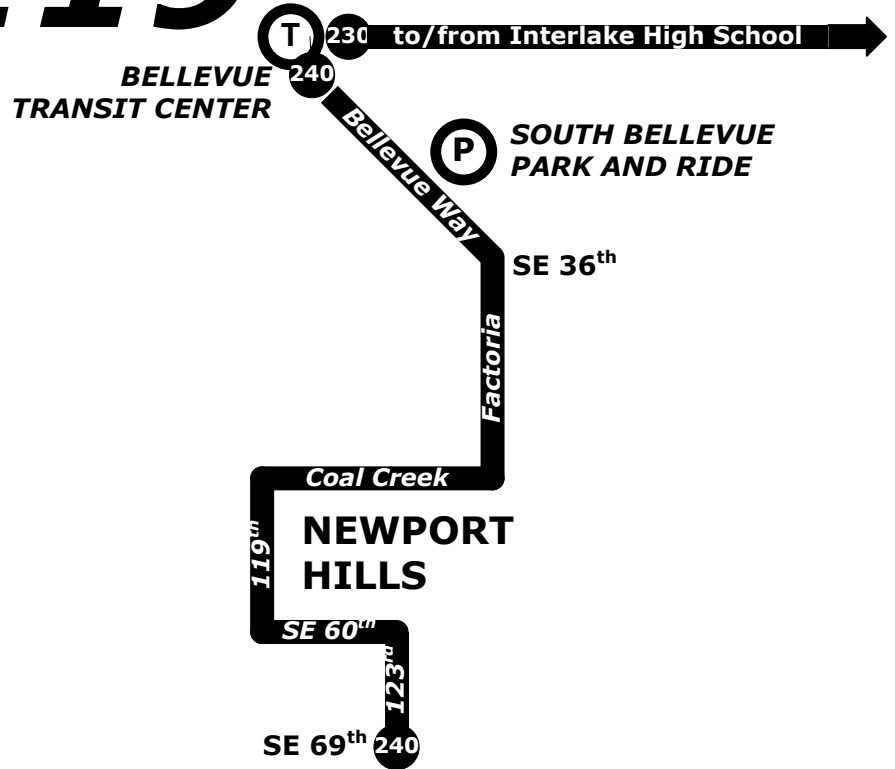 T 230 to/from Interlake High School
240
BELLEVUE
TRANSIT CENTER
Bellevue Way
P
SOUTH BELLEVUE
PARK AND RIDE
SE 36th
Factoria
Coal Creek
119th
NEWPORT
HILLS
SE 60th
123rd
SE 69th 240